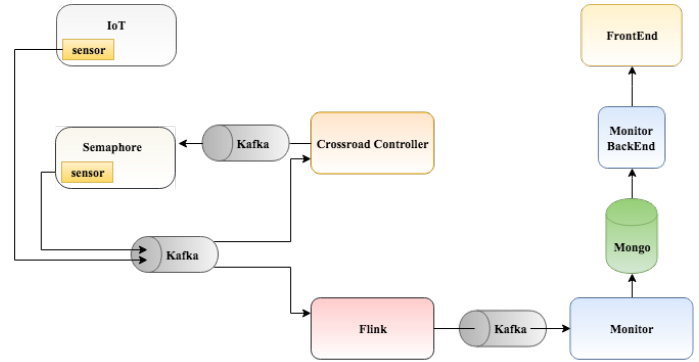 IoT
sensor
FrontEnd
Semaphore
sensor
Kafka
Crossroad Controller
Monitor
BackEnd
Kafka
Mongo
Flink
Kafka
Monitor